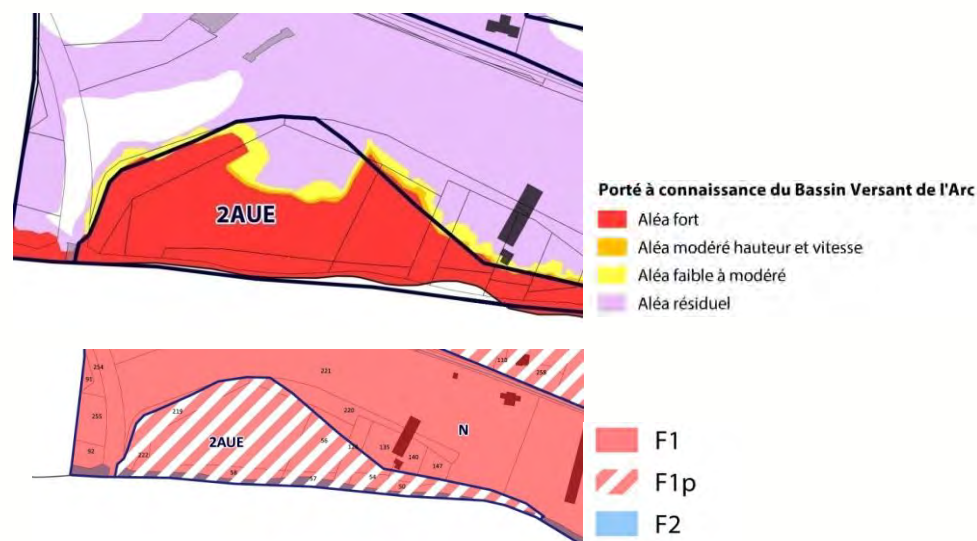 2AUE
Porté à connaissance du Bassin Versant de l'Arc
Aléa fort
Aléa modéré hauteur et vitesse
Aléa faible à modéré
Aléa résiduel
254
91
255
92
221
219
222
2AUE
56
220
135
140
147
N
58
57
54
50
258
F1
F1p
F2